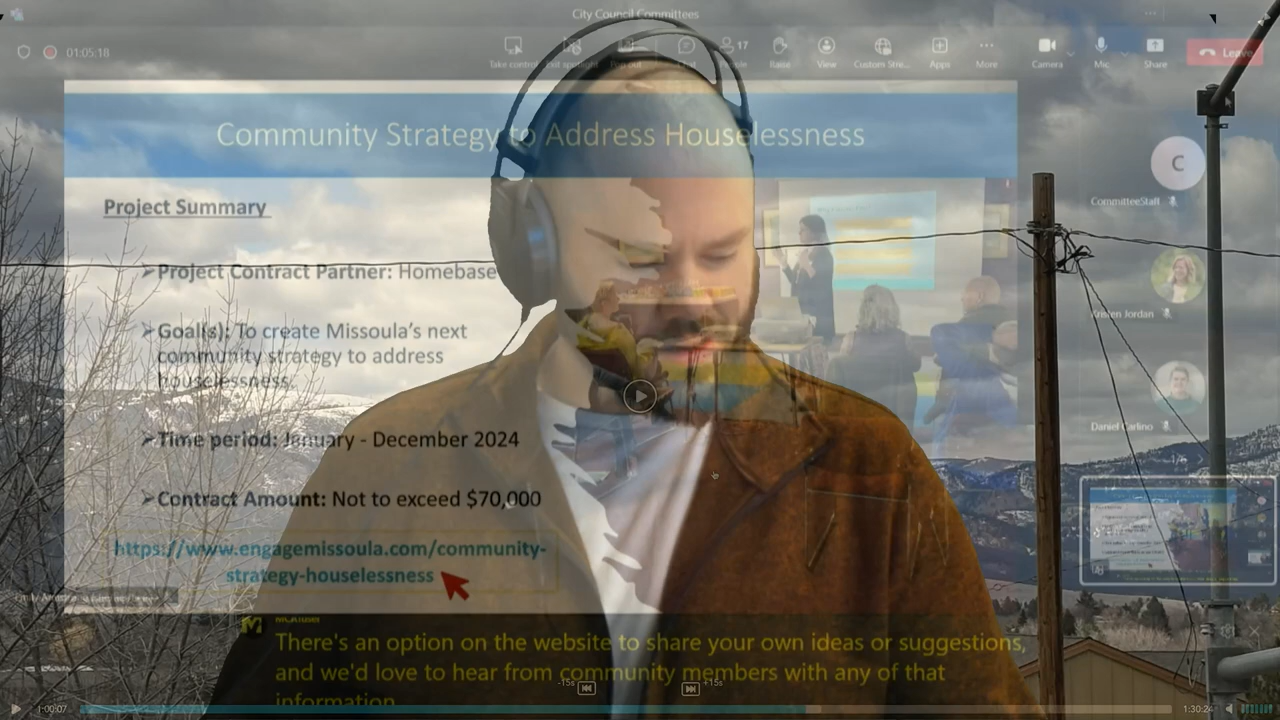 City Council Committees
01:05:18
Take control
Pop out
17
Raise
View
Custom Stre...
Apps
More
Camera
Mic
Share
Leave
Community Strategy to Address Houselessness
C
CommitteeStaff
Project Summary
Project Contract Partner: Homebase
Kristen Jordan
Goal(s): To create Missoula's next
community strategy to address
houselessness.
Daniel Carlino
Time period: January - December 2024
Contract Amount: Not to exceed $70,000
https://www.engagemissoula.com/community-
strategy-houselessness
There's an option on the website to share your own ideas or suggestions,
and we'd love to hear from community members with any of that
information
-15s
+15s
1:00:07
1:30:24